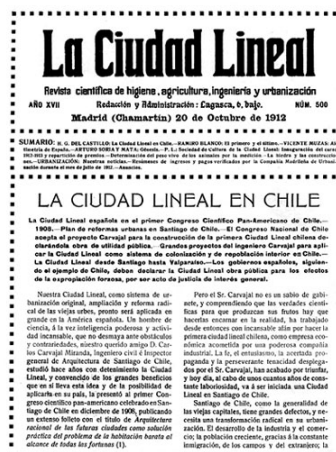 La Ciudad Lineal
Revista científica de higiene, agricultura, ingeniería y urbanización
AÑO XVII Redacción y Administración: Lagasca, 6, bajo. NÚM. 500
Madrid (Chamartín) 20 de Octubre de 1912
SUMARIO: H. G. DEL CASTILLO: La Ciudad Lineal en Chile.—RAMIRO BLANCO: El primero y el último.—VICENTE MUZAS:
LA CIUDAD LINEAL EN CHILE
La Ciudad Lineal española en el primer Congreso Científico Pan-Americano de Chile.—
1908.—Plan de reformas urbanas en Santiago de Chile.—El Congreso Nacional de Chile
acepta el proyecto Carvajal para la construcción de la primera Ciudad Lineal chilena de-
clarándola obra de utilidad pública.—Grandes proyectos del ingeniero Carvajal para apli-
car la Ciudad Lineal como sistema de colonización y de repoblación interior en Chile.—
La Ciudad Lineal desde Santiago hasta Valparaíso.—Los gobiernos españoles, siguien-
do el ejemplo de Chile, deben declarar la Ciudad Lineal obra pública para los efectos
de la expropiación forzosa, por ser acto de justicia de interés general.
Nuestra Ciudad Lineal, como sistema de ur-
banización original, ampliación y reforma radi-
cal de las viejas urbes, pronto será aplicada en
grande en la América española. Un hombre de
ciencia, á la vez inteligencia poderosa y activi-
dad incansable, que no desmaya ante obstáculos
y contrariedades, nuestro querido amigo D. Car-
los Carvajal Miranda, ingeniero civil é Inspector
general de Arquitectura de Santiago de Chile,
estudió hace años con detenimiento la Ciudad
Lineal, y convencido de los grandes beneficios
que en sí lleva esta idea y de la posibilidad de
aplicarla en su país, la presentó al primer Congre-
so científico pan-americano celebrado en San-
tiago de Chile en diciembre de 1908, publicando
un extenso folleto con el título de Arquitectura
racional de las futuras ciudades como solución
práctica del problema de la habitación barata al
alcance de todas las fortunas (1).
Pero el Sr. Carvajal no es un sabio de gabi-
nete, y comprendiendo que las verdades cientí-
ficas para que produzcan sus frutos hay que
hacerlas encarnar en la realidad, ha trabajado
desde entonces con incansable afán por hacer la
primera ciudad lineal chilena, como empresa eco-
nómica acometida por una poderosa compañía
industrial. La fe, el entusiasmo, la acertada pro-
paganda y la perseverante tenacidad desplega-
dos por el Sr. Carvajal, han acabado por triunfar,
y hoy día, al cabo de unos cuantos años de cons-
tante laboriosidad, va á ser iniciada una Ciudad
Lineal en Santiago de Chile.
Santiago de Chile, como la generalidad de
las viejas capitales, tiene grandes defectos, y ne-
cesita una transformación radical en su urbani-
zación. El desarrollo de la industria y el comer-
cio; la población creciente, gracias á la constante
inmigración de los campos y del extranjero; la